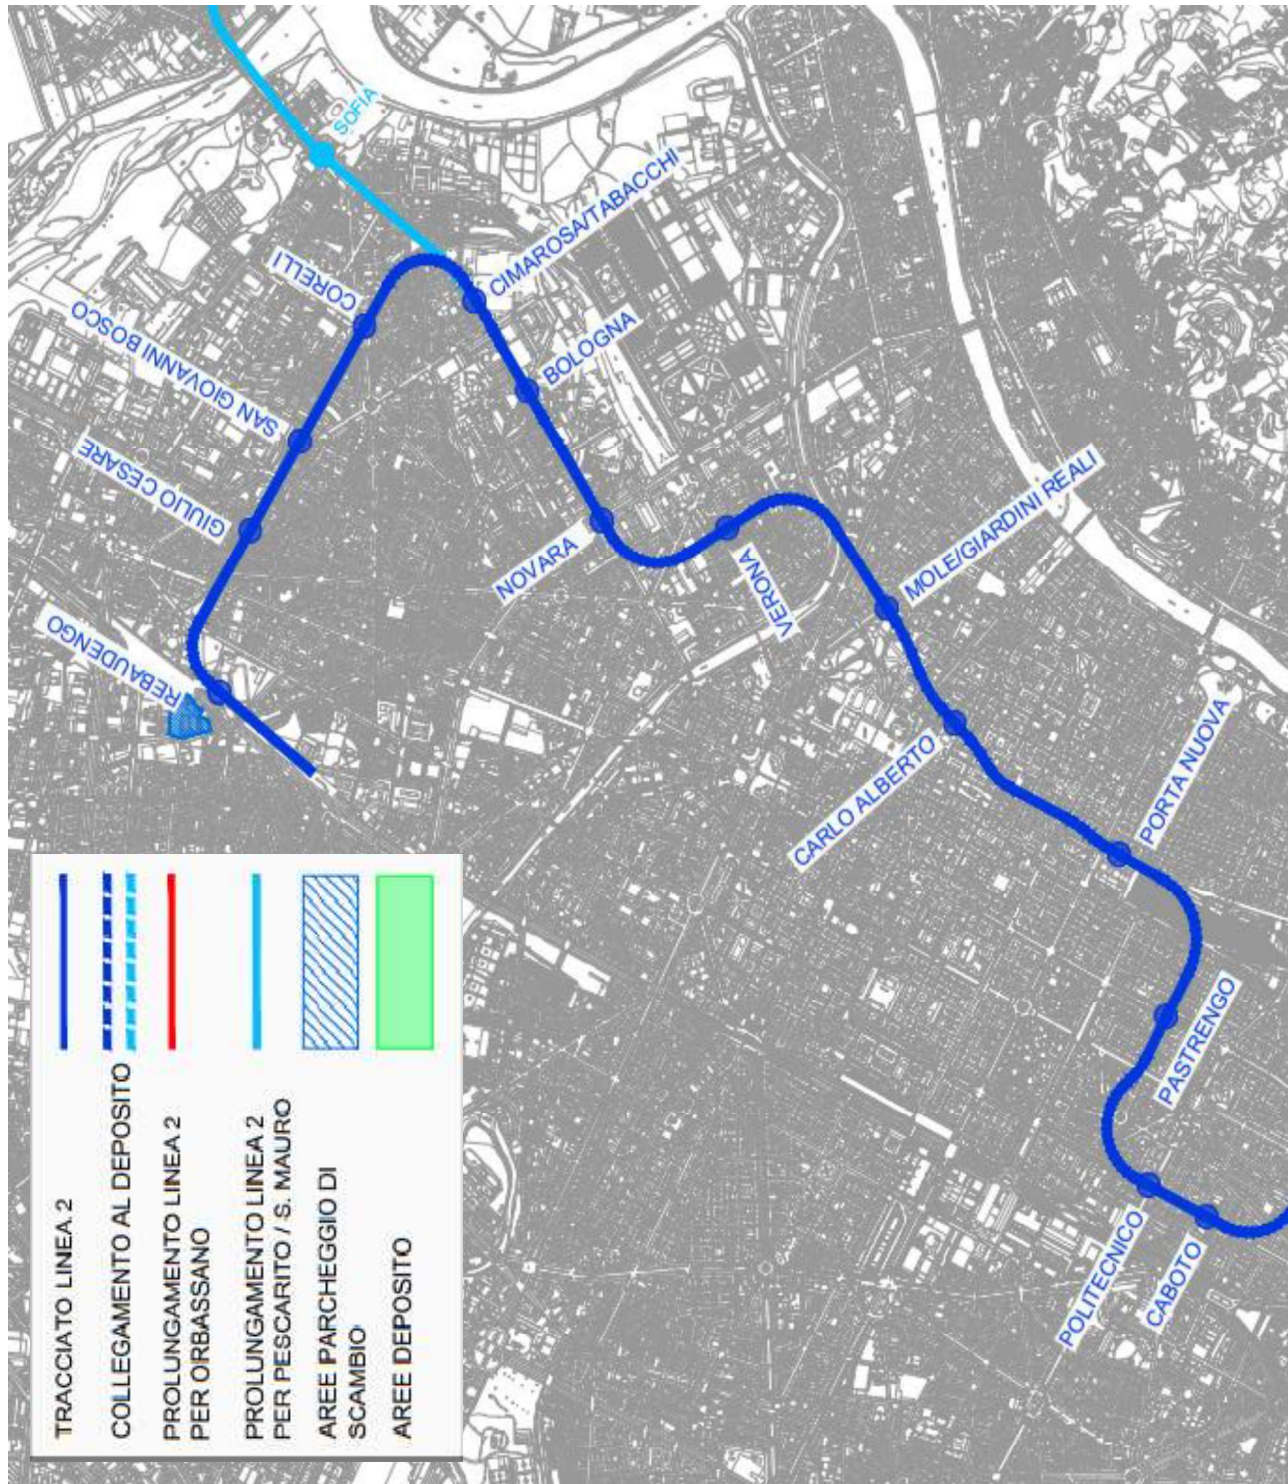 TRACCIATO LINEA 2
COLLEGAMENTO AL DEPOSITO
PROLUNGAMENTO LINEA 2
PER ORBASSANO
PROLUNGAMENTO LINEA 2
PER PESCARITO / S. MAURO
AREE PARCHEGGIO DI
SCAMBIO
AREE DEPOSITO
SOFIA
CIMAROSA/TABACCHI
CORELLI
SAN GIOVANNI BOSCO
GIULIO CESARE
REBAUDENGO
BOLOGNA
NOVARA
VERONA
MOLE/GIARDINI REALI
CARLO ALBERTO
PORTA NUOVA
PASTRENGO
POLITECNICO
CABOTO